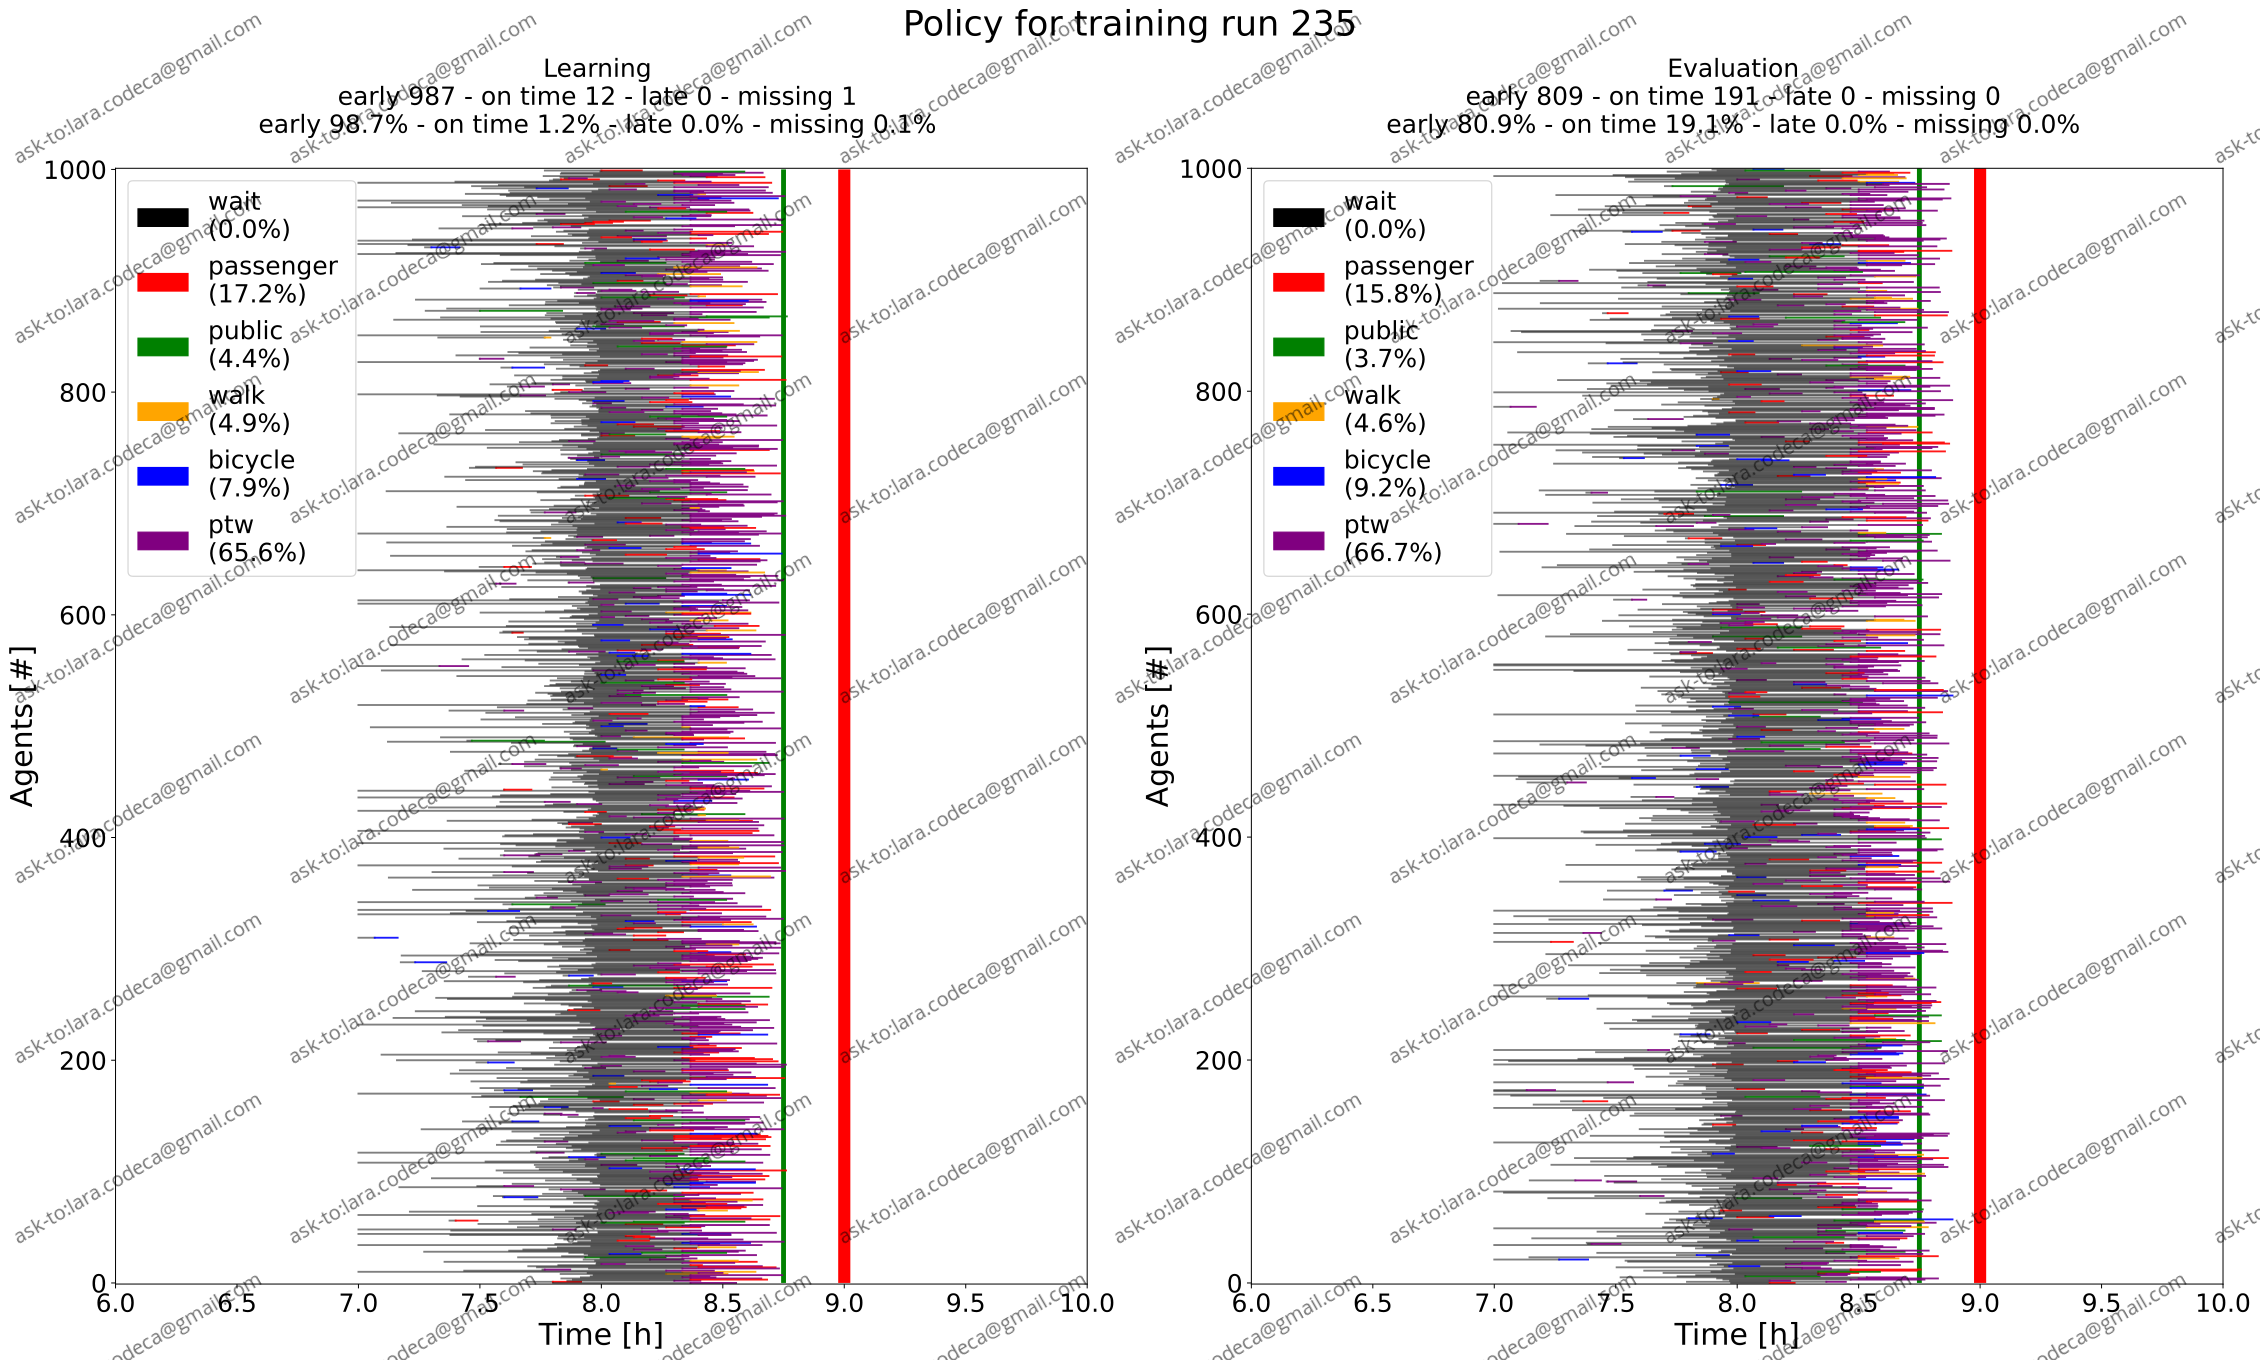 Policy for training run 235
Learning
early 987 - on time 12 - late 0 - missing 1
early 98.7% - on time 1.2% - late 0.0% - missing 0.1%
1000
800
600
400
200
0
Agents [#]
wait
(0.0%)
passenger
(17.2%)
public
(4.4%)
walk
(4.9%)
bicycle
(7.9%)
ptw
(65.6%)
6.0 6.5 7.0 7.5 8.0 8.5 9.0 9.5 10.0
Time [h]
Evaluation
early 809 - on time 191 - late 0 - missing 0
early 80.9% - on time 19.1% - late 0.0% - missing 0.0%
1000
800
600
400
200
0
Agents [#]
wait
(0.0%)
passenger
(15.8%)
public
(3.7%)
walk
(4.6%)
bicycle
(9.2%)
ptw
(66.7%)
6.0 6.5 7.0 7.5 8.0 8.5 9.0 9.5 10.0
Time [h]
ask-to:lara.codeca@gmail.com